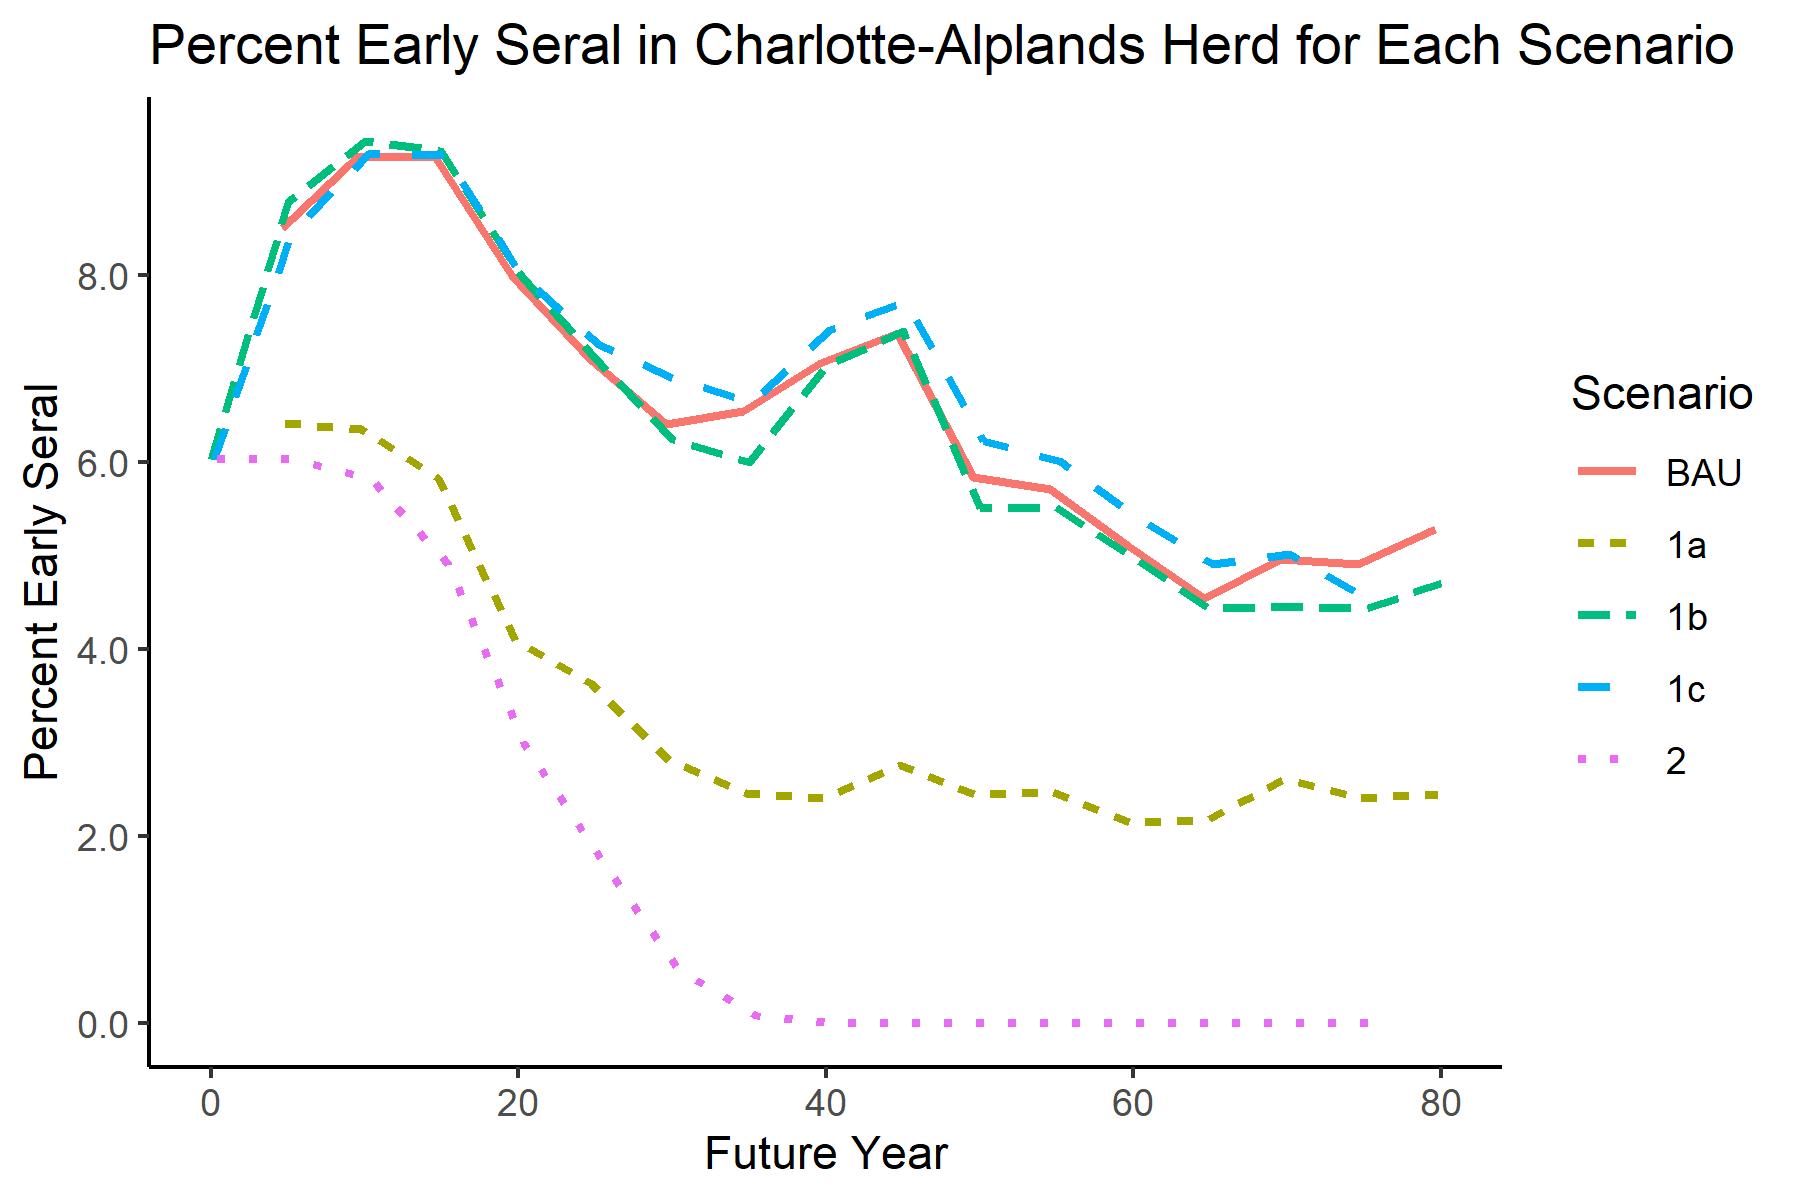 Percent Early Seral in Charlotte-Alplands Herd for Each Scenario
Percent Early Seral
8.0
6.0
4.0
2.0
0.0
0 20 40 60 80
Future Year
Scenario
BAU
1a
1b
1c
2